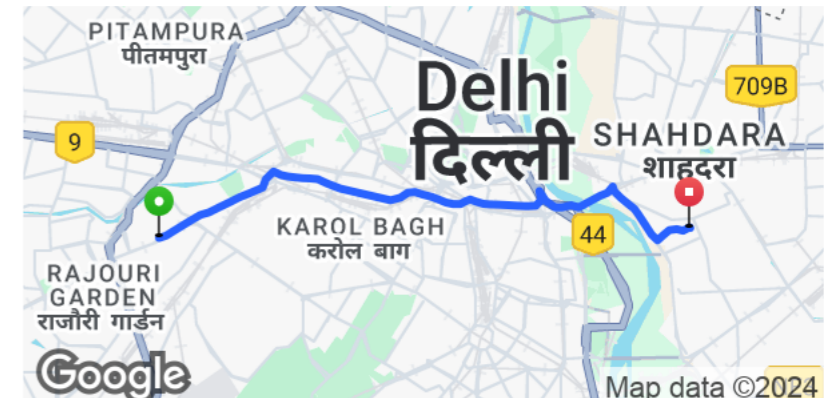 PITAMPURA
पीतमपुरा
Delhi
दिल्ली
709B
9
SHAHDARA
शाहदरा
KAROL BAGH
करोल बाग
44
RAJOURI
GARDEN
राजौरी गार्डन
Google
Map data ©2024